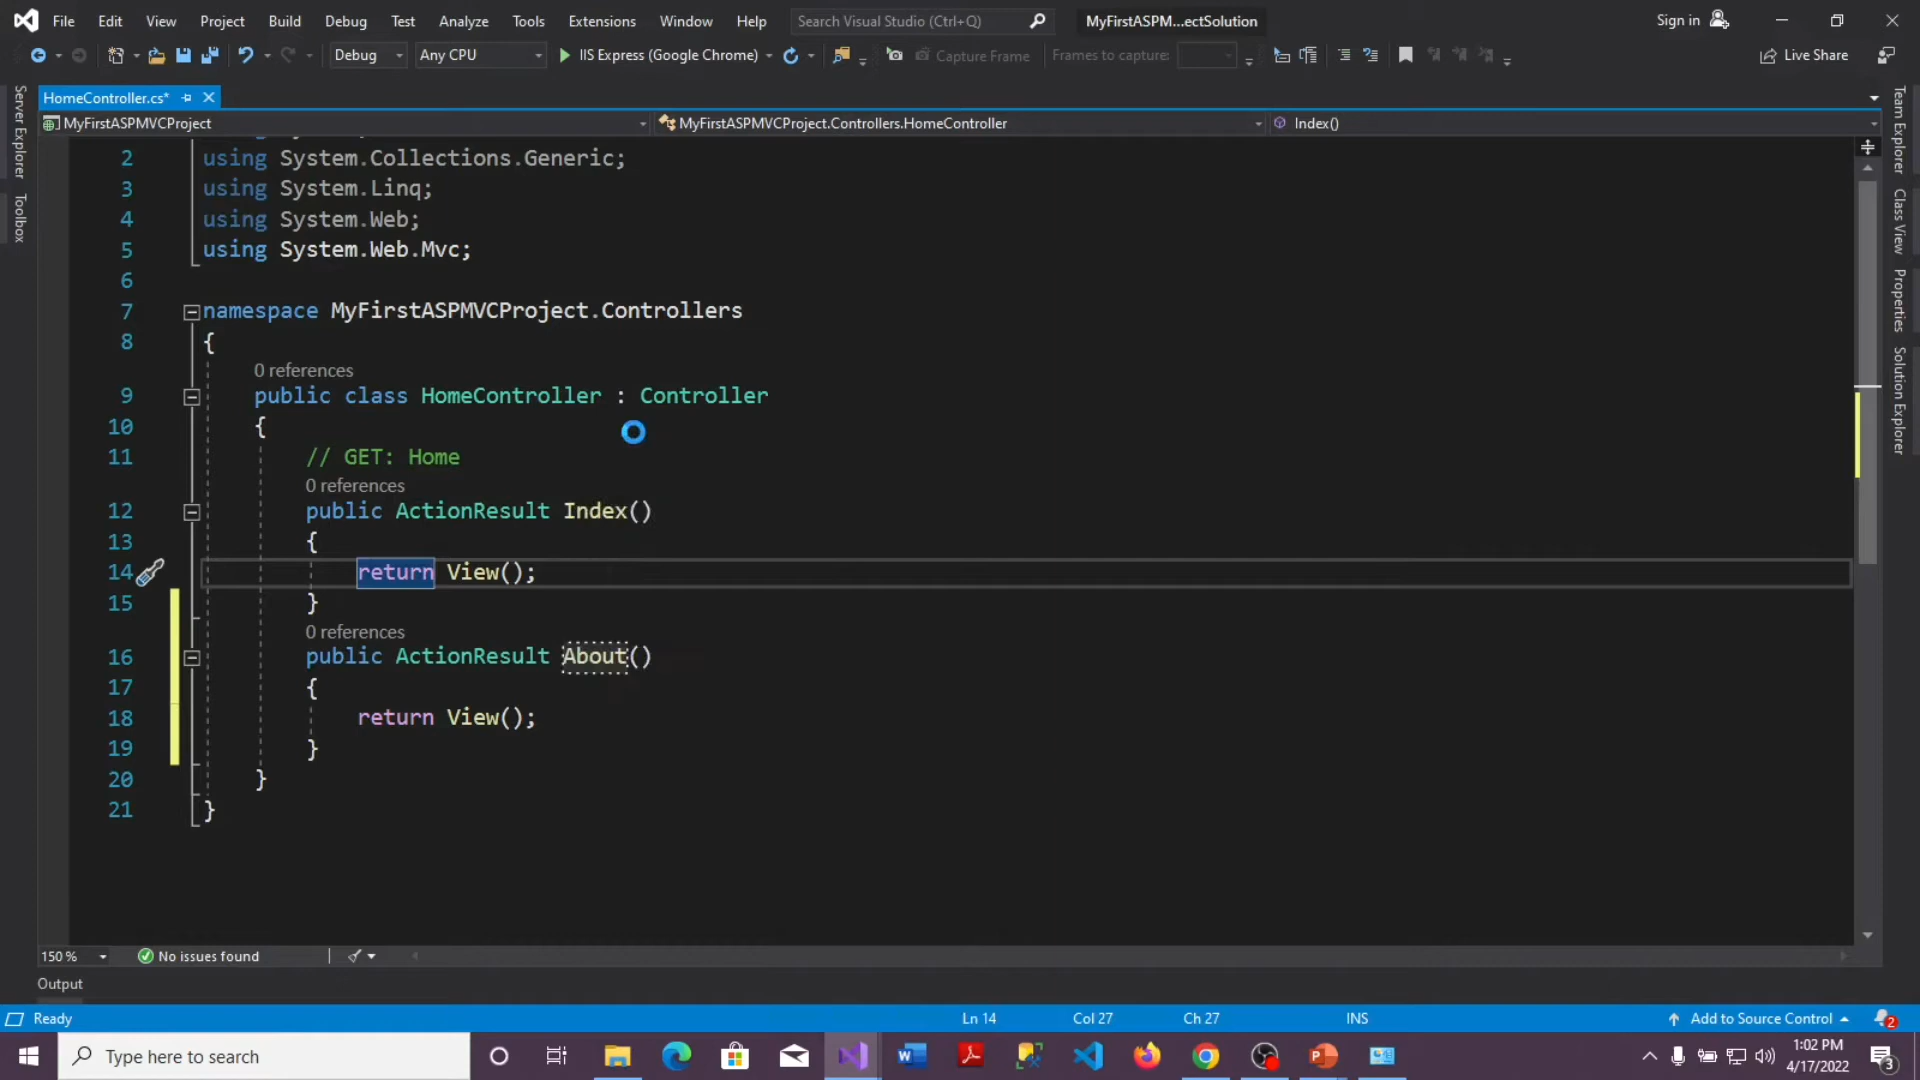 File Edit View Project Build Debug Test Analyze Tools Extensions Window Help Search Visual Studio (Ctrl+Q) MyFirstASPM...ectSolution Sign in
Debug Any CPU IIS Express (Google Chrome) Capture Frame Frames to capture: Live Share
HomeController.cs*
MyFirstASPMVCProject MyFirstASPMVCProject.Controllers.HomeController Index()
Server Explorer
Toolbox
2 using System.Collections.Generic;
3 using System.Linq;
4 using System.Web;
5 using System.Web.Mvc;
6
7 namespace MyFirstASPMVCProject.Controllers
8 {
0 references
9 public class HomeController : Controller
10 {
11 // GET: Home
0 references
12 public ActionResult Index()
13 {
14 return View();
15 }
0 references
16 public ActionResult About()
17 {
18 return View();
19 }
20 }
21 }
Team Explorer
Class View
Properties
Solution Explorer
150 % No issues found
Output
Ready Ln 14 Col 27 Ch 27 INS Add to Source Control 2
Type here to search 1:02 PM
4/17/2022 3